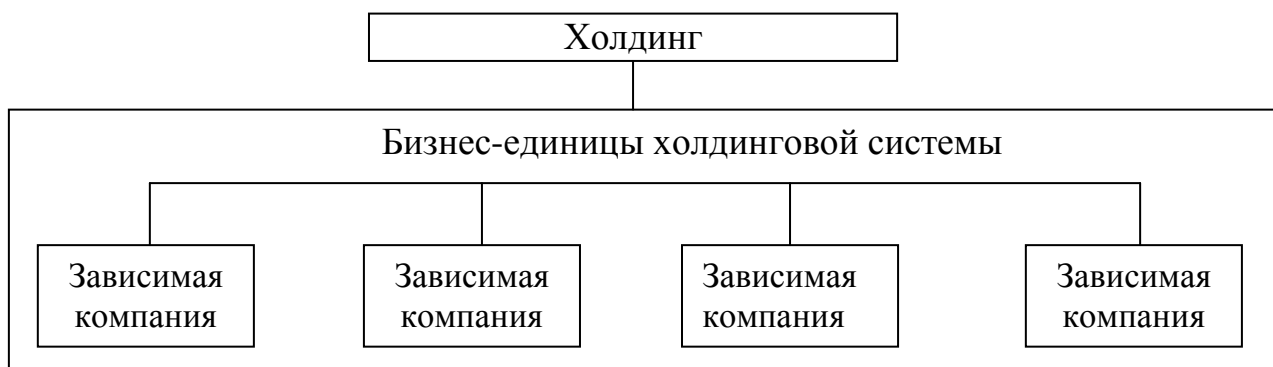 Холдинг
Бизнес-единицы холдинговой системы
Зависимая
компания
Зависимая
компания
Зависимая
компания
Зависимая
компания